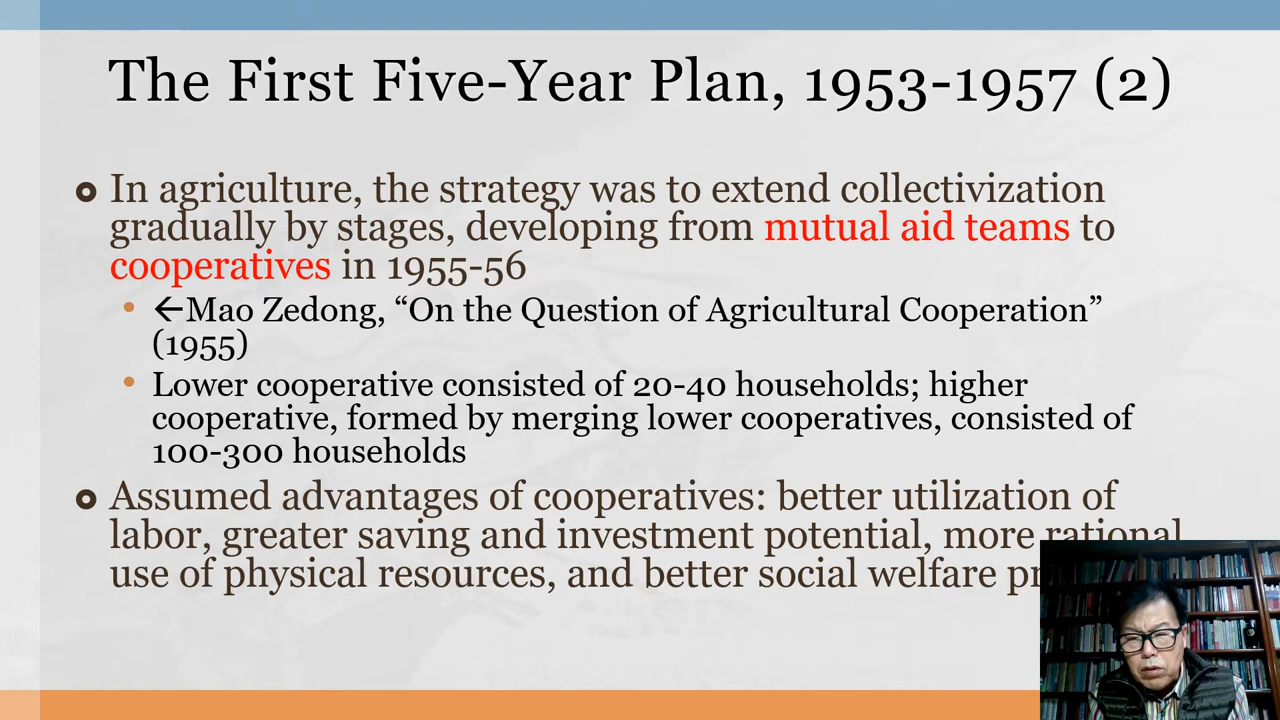 The First Five-Year Plan, 1953-1957 (2)
In agriculture, the strategy was to extend collectivization
gradually by stages, developing from mutual aid teams to
cooperatives in 1955-56
←Mao Zedong, “On the Question of Agricultural Cooperation”
(1955)
Lower cooperative consisted of 20-40 households; higher
cooperative, formed by merging lower cooperatives, consisted of
100-300 households
Assumed advantages of cooperatives: better utilization of
labor, greater saving and investment potential, more rational
use of physical resources, and better social welfare